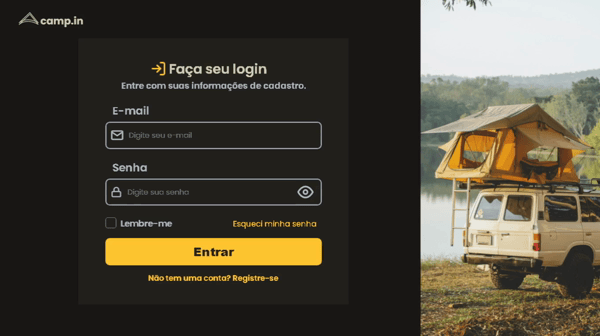 camp.in
Faça seu login
Entre com suas informações de cadastro.
E-mail
Digite seu e-mail
Senha
Digite sua senha
Lembre-me
Esqueci minha senha
Entrar
Não tem uma conta? Registre-se